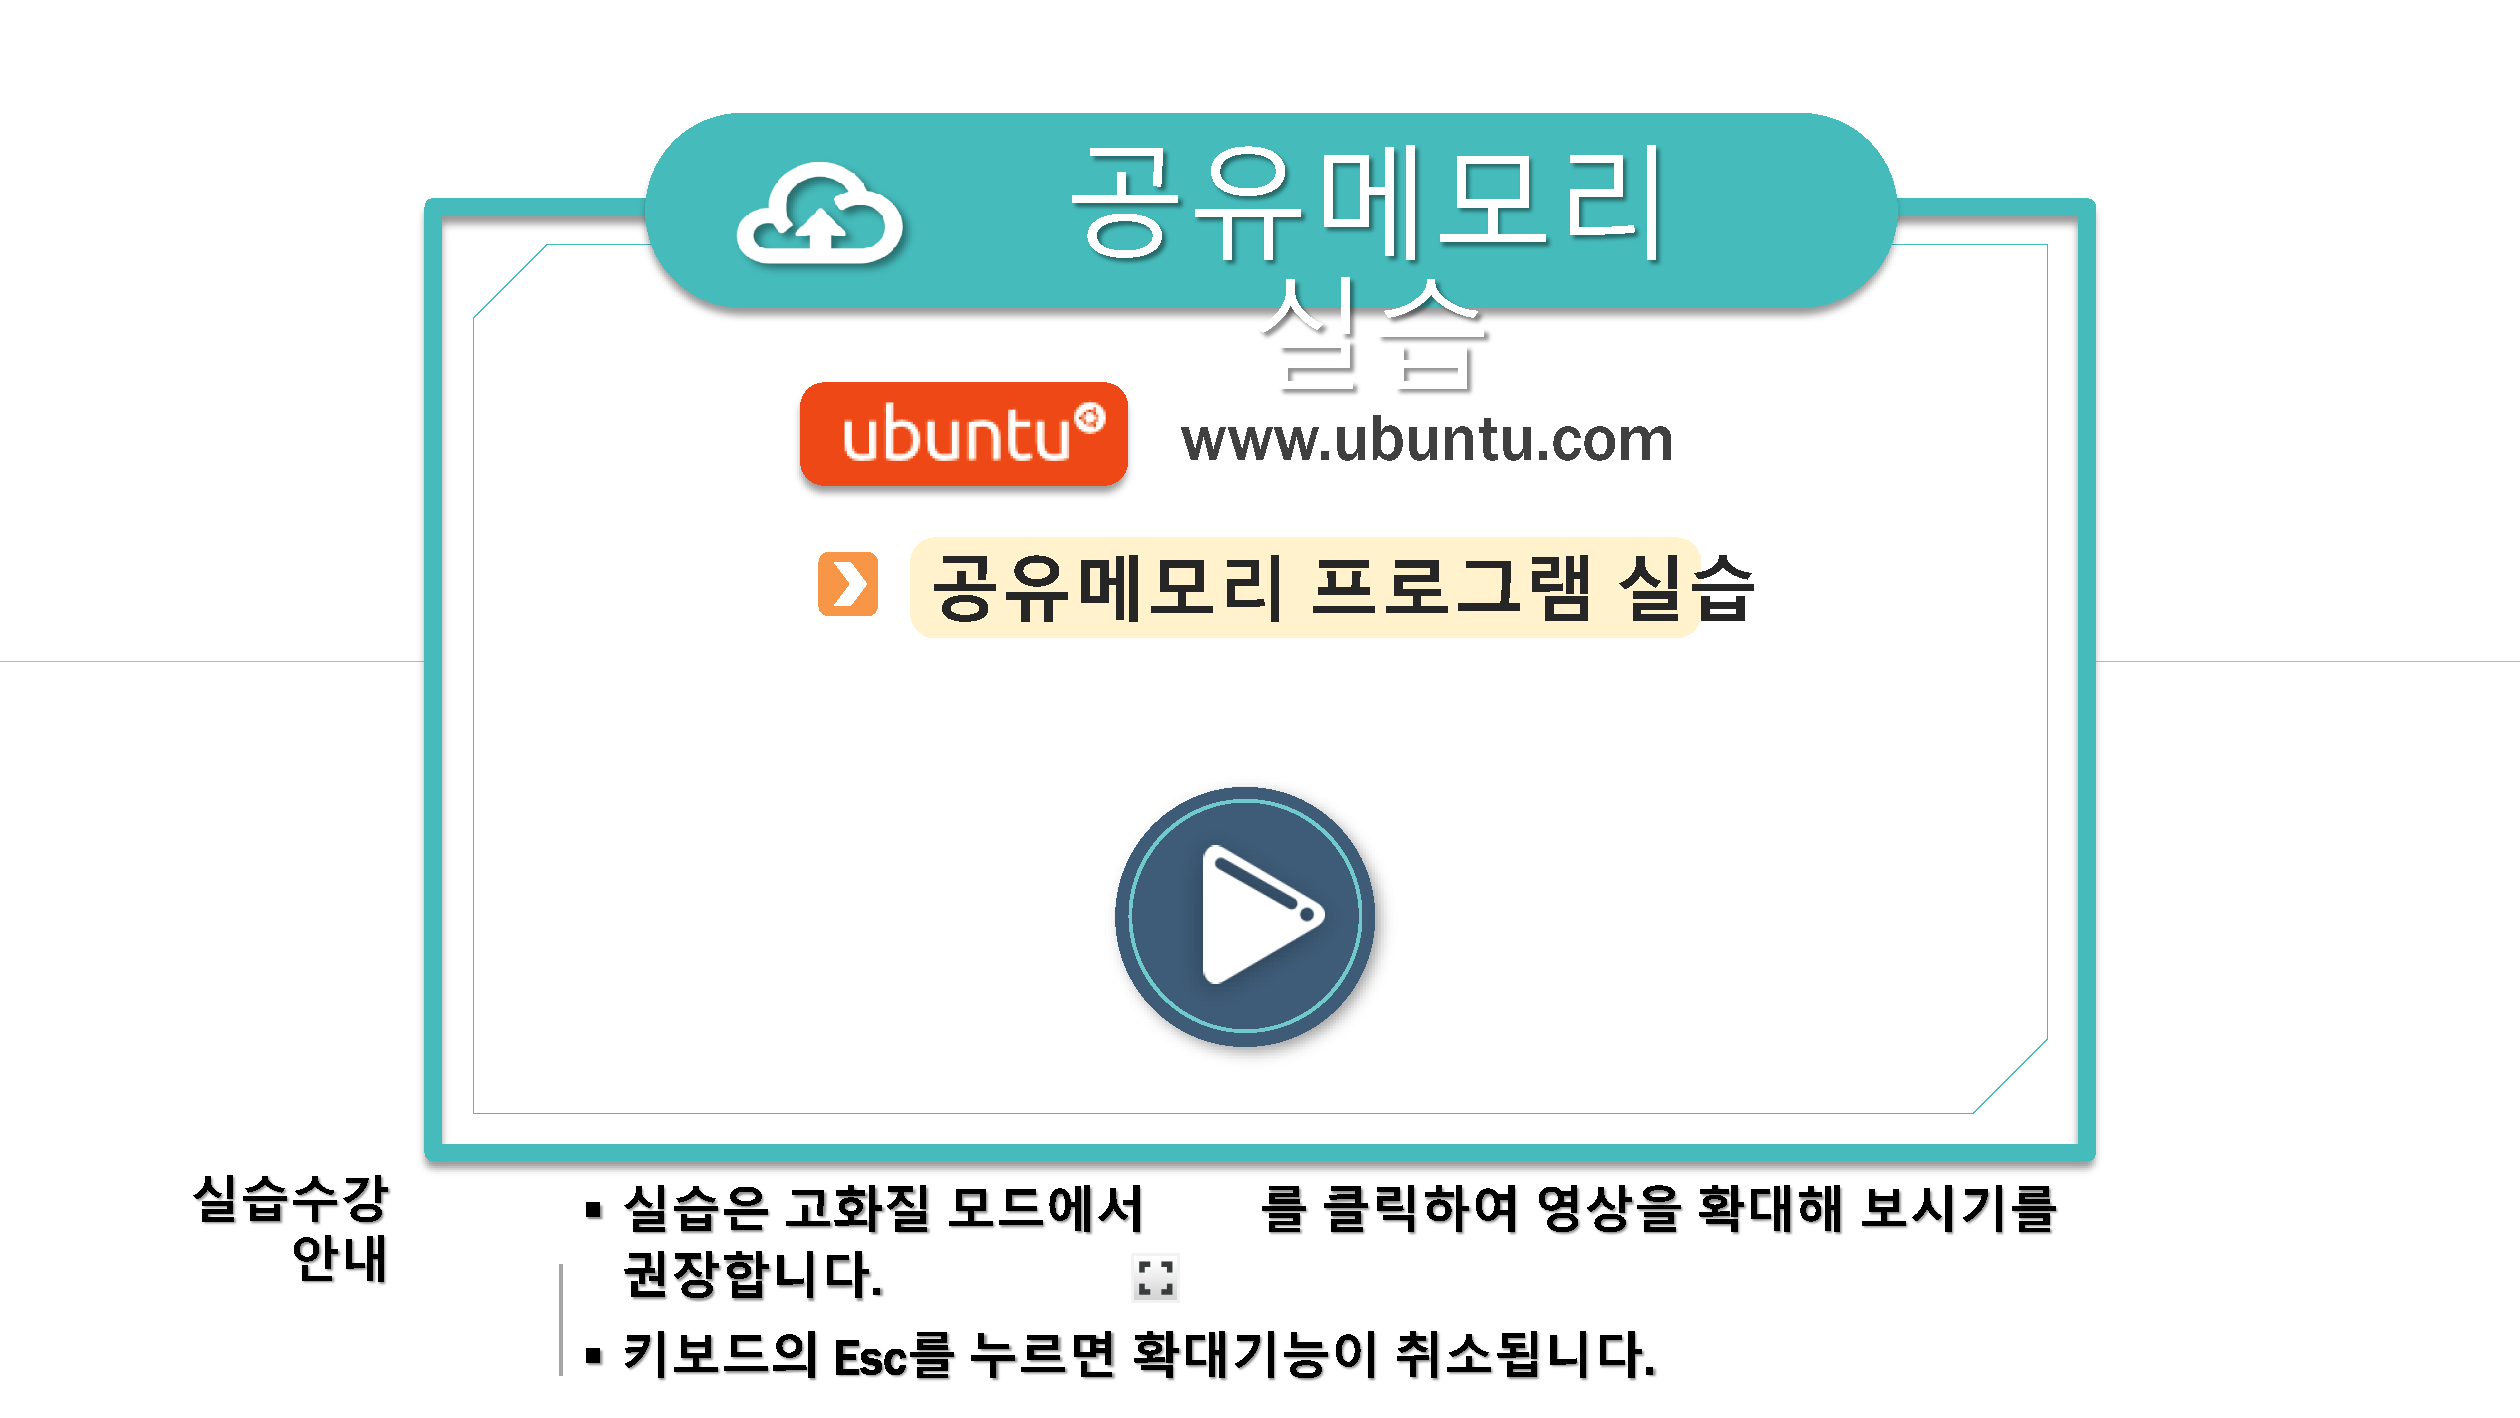 공유메모리
실습
ubuntu
www.ubuntu.com
공유메모리 프로그램 실습
실습수강
안내
▪ 실습은 고화질 모드에서 를 클릭하여 영상을 확대해 보시기를
권장합니다.
▪ 키보드의 Esc를 누르면 확대기능이 취소됩니다.